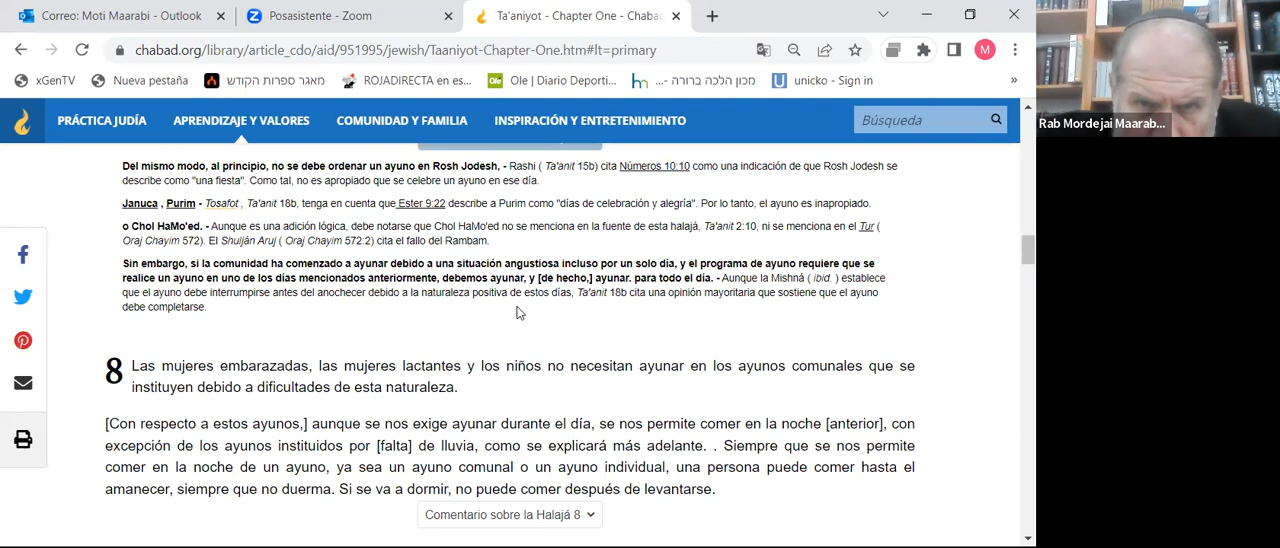 Correo: Moti Maarabi - Outlook
Posasistente - Zoom
Ta'aniyot - Chapter One - Chabad
chabad.org/library/article_cdo/aid/951995/jewish/Taaniyot-Chapter-One.htm#lt=primary
M
xGenTV
Nueva pestaña
מאגר ספרות הקודש
ROJADIRECTA en es...
Ole | Diario Deporti...
מכון הלכה ברורה -...
unicko - Sign in
»
PRÁCTICA JUDÍA
APRENDIZAJE Y VALORES
COMUNIDAD Y FAMILIA
INSPIRACIÓN Y ENTRETENIMIENTO
Búsqueda
Rab Mordejai Maarab...
Del mismo modo, al principio, no se debe ordenar un ayuno en Rosh Jodesh, - Rashi ( Ta'anit 15b) cita Números 10:10 como una indicación de que Rosh Jodesh se
describe como "una fiesta". Como tal, no es apropiado que se celebre un ayuno en ese día.
Januca , Purim - Tosafot , Ta'anit 18b, tenga en cuenta que Ester 9:22 describe a Purim como "días de celebración y alegría". Por lo tanto, el ayuno es inapropiado.
o Chol HaMo'ed. - Aunque es una adición lógica, debe notarse que Chol HaMo'ed no se menciona en la fuente de esta halajá, Ta'anit 2:10, ni se menciona en el Tur (
Oraj Chayim 572). El Shulján Aruj ( Oraj Chayim 572:2) cita el fallo del Rambam.
Sin embargo, si la comunidad ha comenzado a ayunar debido a una situación angustiosa incluso por un solo día, y el programa de ayuno requiere que se
realice un ayuno en uno de los días mencionados anteriormente, debemos ayunar, y [de hecho,] ayunar. para todo el día. - Aunque la Mishná ( ibid. ) establece
que el ayuno debe interrumpirse antes del anochecer debido a la naturaleza positiva de estos días, Ta'anit 18b cita una opinión mayoritaria que sostiene que el ayuno
debe completarse.
8 Las mujeres embarazadas, las mujeres lactantes y los niños no necesitan ayunar en los ayunos comunales que se
instituyen debido a dificultades de esta naturaleza.
[Con respecto a estos ayunos,] aunque se nos exige ayunar durante el día, se nos permite comer en la noche [anterior], con
excepción de los ayunos instituidos por [falta] de lluvia, como se explicará más adelante. . Siempre que se nos permite
comer en la noche de un ayuno, ya sea un ayuno comunal o un ayuno individual, una persona puede comer hasta el
amanecer, siempre que no duerma. Si se va a dormir, no puede comer después de levantarse.
Comentario sobre la Halajá 8